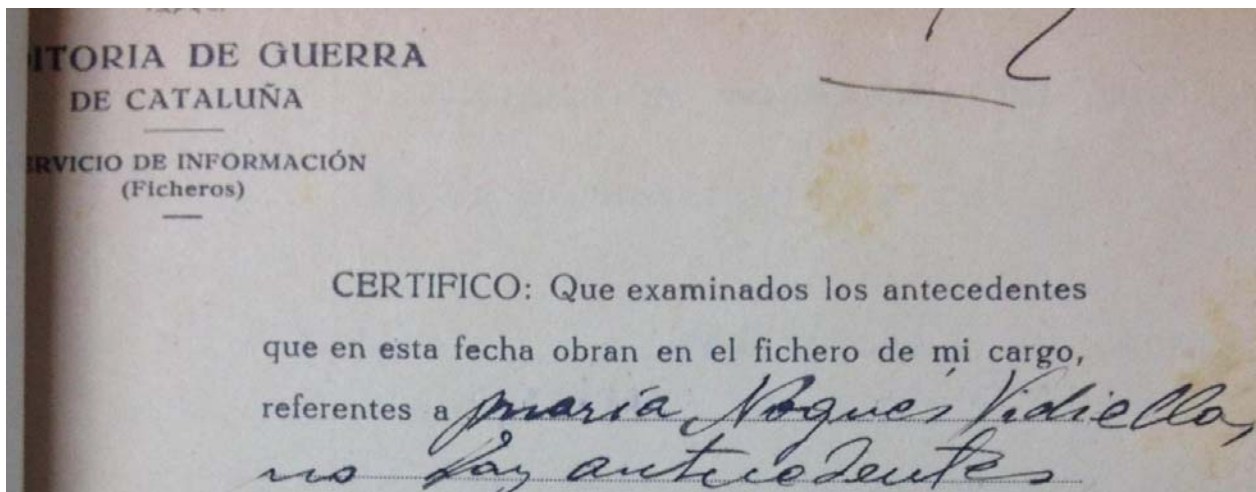 ITORIA DE GUERRA
DE CATALUÑA
ERVICIO DE INFORMACIÓN
(Ficheros)
CERTIFICO: Que examinados los antecedentes
que en esta fecha obran en el fichero de mi cargo,
referentes a maría Nogués Vidiella,
no hay antecedentes